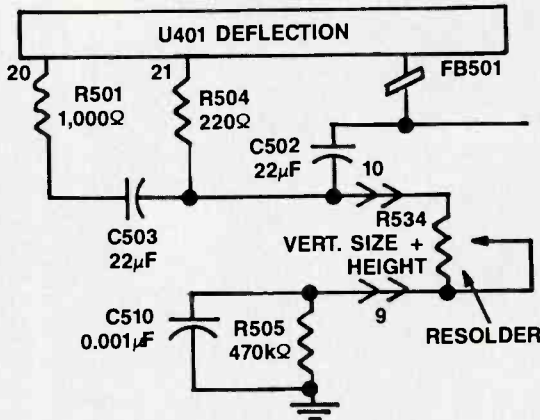 U401 DEFLECTION
20
21
FB501
R501
1,000Ω
R504
220Ω
C502
22µF
10
C503
22µF
R534
VERT. SIZE +
HEIGHT
C510
0.001µF
R505
470kΩ
9
RESOLDER